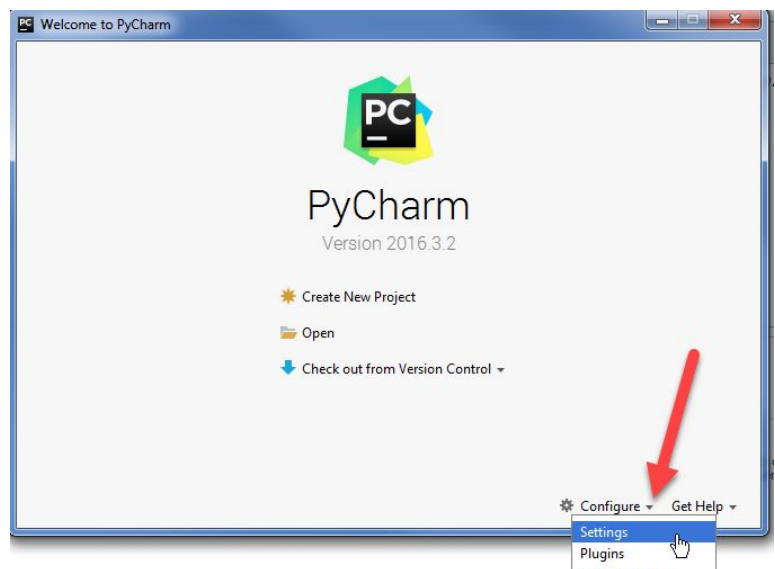 PC Welcome to PyCharm
PC
PyCharm
Version 2016.3.2
Create New Project
Open
Check out from Version Control
Configure Get Help
Settings
Plugins